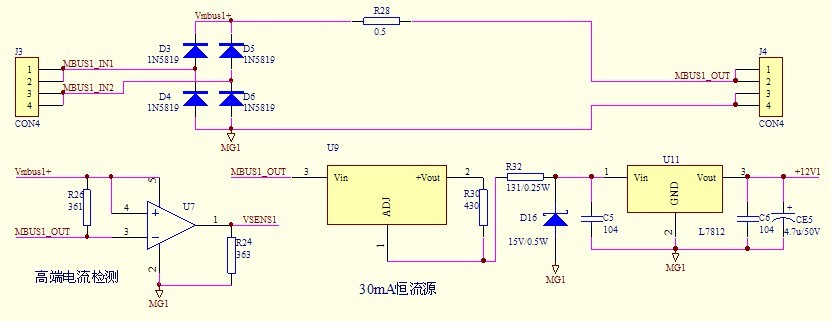 Vmbus1+
R28
0.5
J3
1
2
3
4
CON4
MBUS1_IN1
MBUS1_IN2
D3
1N5819
D5
1N5819
D4
1N5819
D6
1N5819
MG1
J4
1
2
3
4
CON4
MBUS1_OUT
Vmbus1+
R26
361
MBUS1_OUT
5
4
3
2
1
U7
VSENS1
R24
363
MG1
高端电流检测
U9
MBUS1_OUT
3
Vin
+Vout
2
ADJ
1
R30
430
30mA恒流源
R32
131/0.25W
D16
15V/0.5W
MG1
C5
104
U11
1
Vin
Vout
3
GND
2
L7812
MG1
C6
104
+12V1
CE5
4.7u/50V